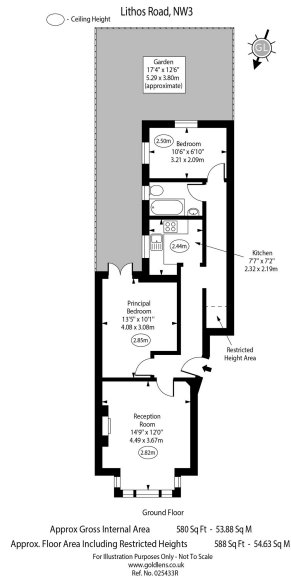 Lithos Road, NW3
- Ceiling Height
GL
Garden
17'4" x 12'6"
5.29 x 3.80m
(approximate)
2.50m
Bedroom
10'6" x 6'10"
3.21 x 2.09m
2.44m
Kitchen
7'7" x 7'2"
2.32 x 2.19m
Principal
Bedroom
13'5" x 10'1"
4.08 x 3.08m
2.85m
Restricted
Height Area
Reception
Room
14'9" x 12'0"
4.49 x 3.67m
2.82m
Ground Floor
Approx Gross Internal Area 580 Sq Ft - 53.88 Sq M
Approx. Floor Area Including Restricted Heights 588 Sq Ft - 54.63 Sq M
For Illustration Purposes Only - Not To Scale
www.goldlens.co.uk
Ref. No. 025433R